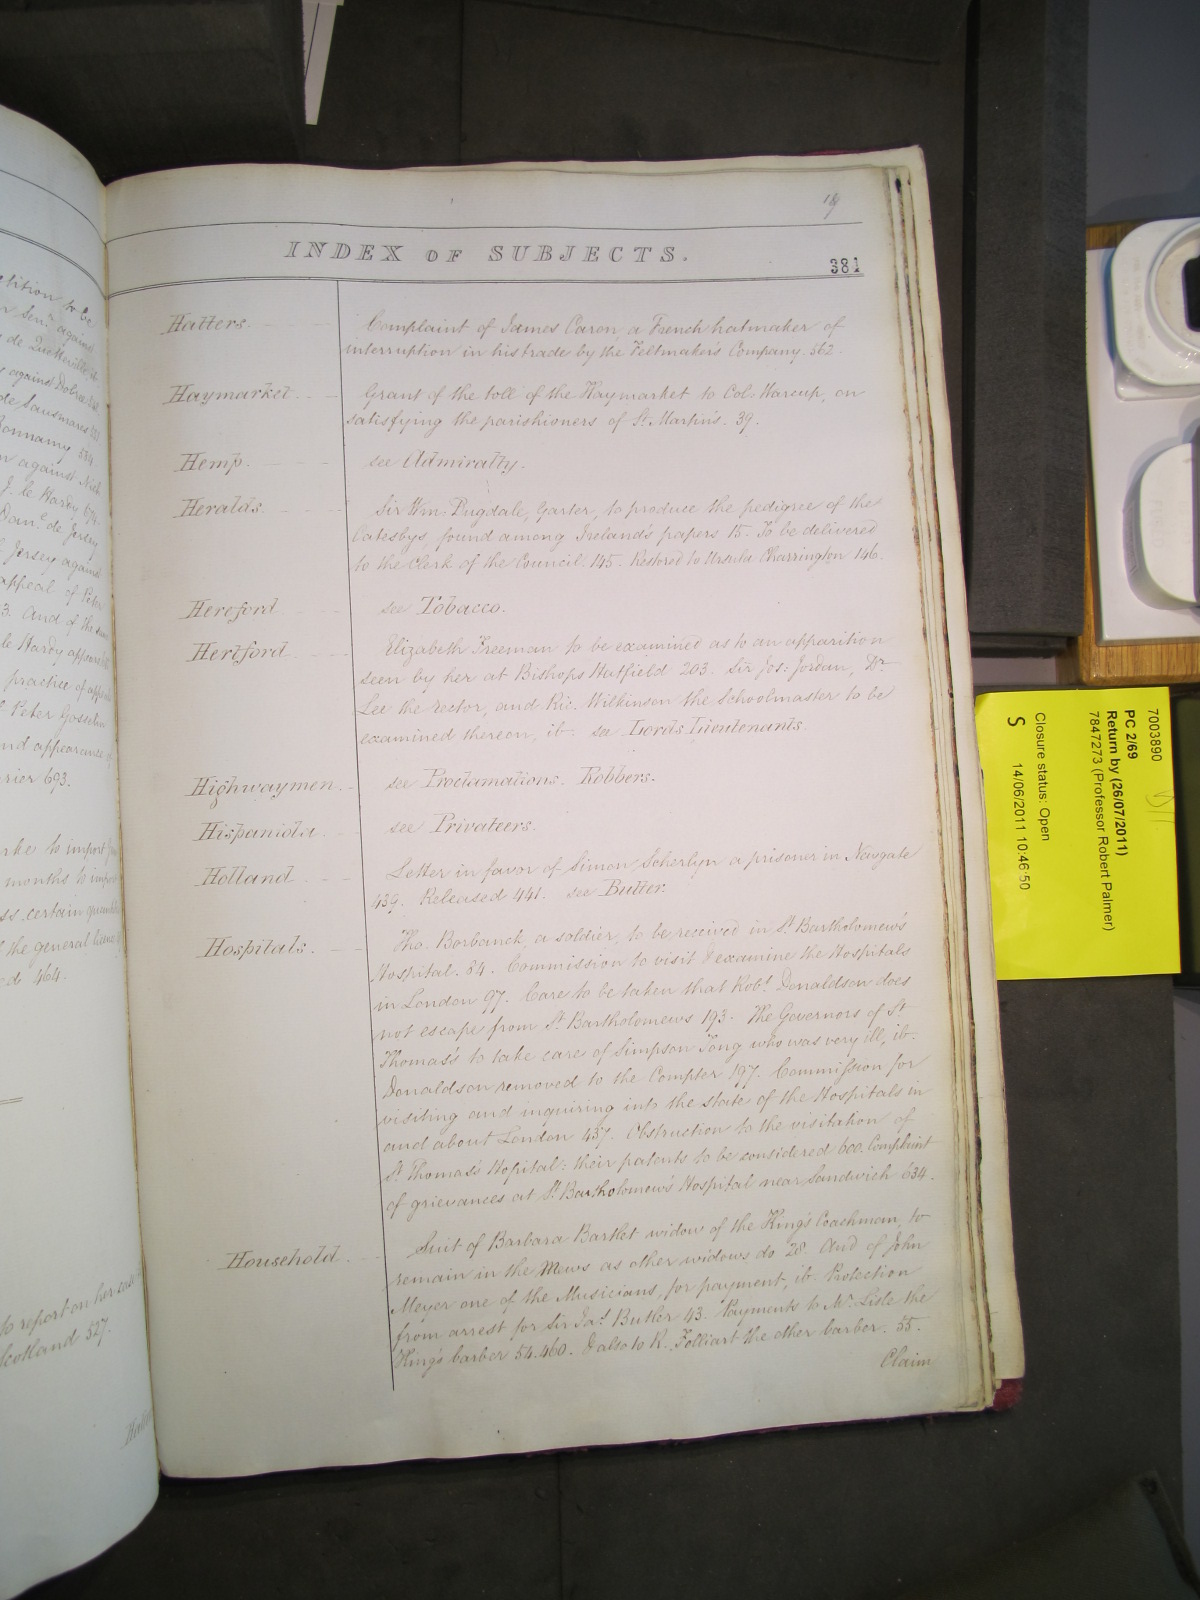 19
INDEX OF SUBJECTS.
381
Hatters.
Complaint of James Caron, a French hatmaker of
interruption in his trade by the Feltmaker's Company. 562.
Haymarket.
Grant of the toll of the Haymarket to Col. Warcup, on
satisfying the parishioners of St. Martin's. 39.
Hemp.
see Admiralty.
Heralds.
Sir Wm: Dugdale, Garter, to produce the pedigree of the
Catesbys, found among Ireland's papers 15. To be delivered
to the Clerk of the Council. 145. Restored to Ursula Charrington 146.
Hereford
see Tobacco.
Hertford
Elizabeth Freeman to be examined as to an apparition
seen by her at Bishops Hatfield 203. Sir Jos: Jordan, Dr.
Lee the rector, and Ric. Wilkinson the Schoolmaster to be
examined thereon, ib. see Lords Lieutenants.
Highwaymen.
see Proclamations. Robbers.
Hispaniola.
see Privateers.
Holland
Letter in favor of Simon Scherlyn a prisoner in Newgate
439. Released 441. see Butter.
Hospitals.
Tho. Borbanck, a soldier, to be received in St. Bartholomew's
Hospital. 84. Commission to visit & examine the Hospitals
in London 97. Care to be taken that Robt. Donaldson does
not escape from St. Bartholomews 193. The Governors of St.
Thomas's to take care of Simpson Tong who was very ill, ib.
Donaldson removed to the Compter 197. Commission for
visiting and inquiring into the state of the Hospitals in
and about London 437. Obstruction to the visitation of
St. Thomas's Hopital: their patents to be considered 600. Complaint
of grievances at St. Bartholomew's Hospital near Sandwich 634.
Household.
Suit of Barbara Bartlet widow of the King's Coachman, to
remain in the Mews as other widows do 28. And of John
Meyer one of the Musicians, for payment, ib. Protection
from arrest for Sir Jas. Butler 43. Payments to Mr. Lisle the
King's barber 54. 460. & also to R. Folliart the other barber. 55.
Claim
7003890
PC 2/69
Return by (26/07/2011)
7847273 (Professor Robert Palmer)
Closure status: Open
S 14/06/2011 10:46:50